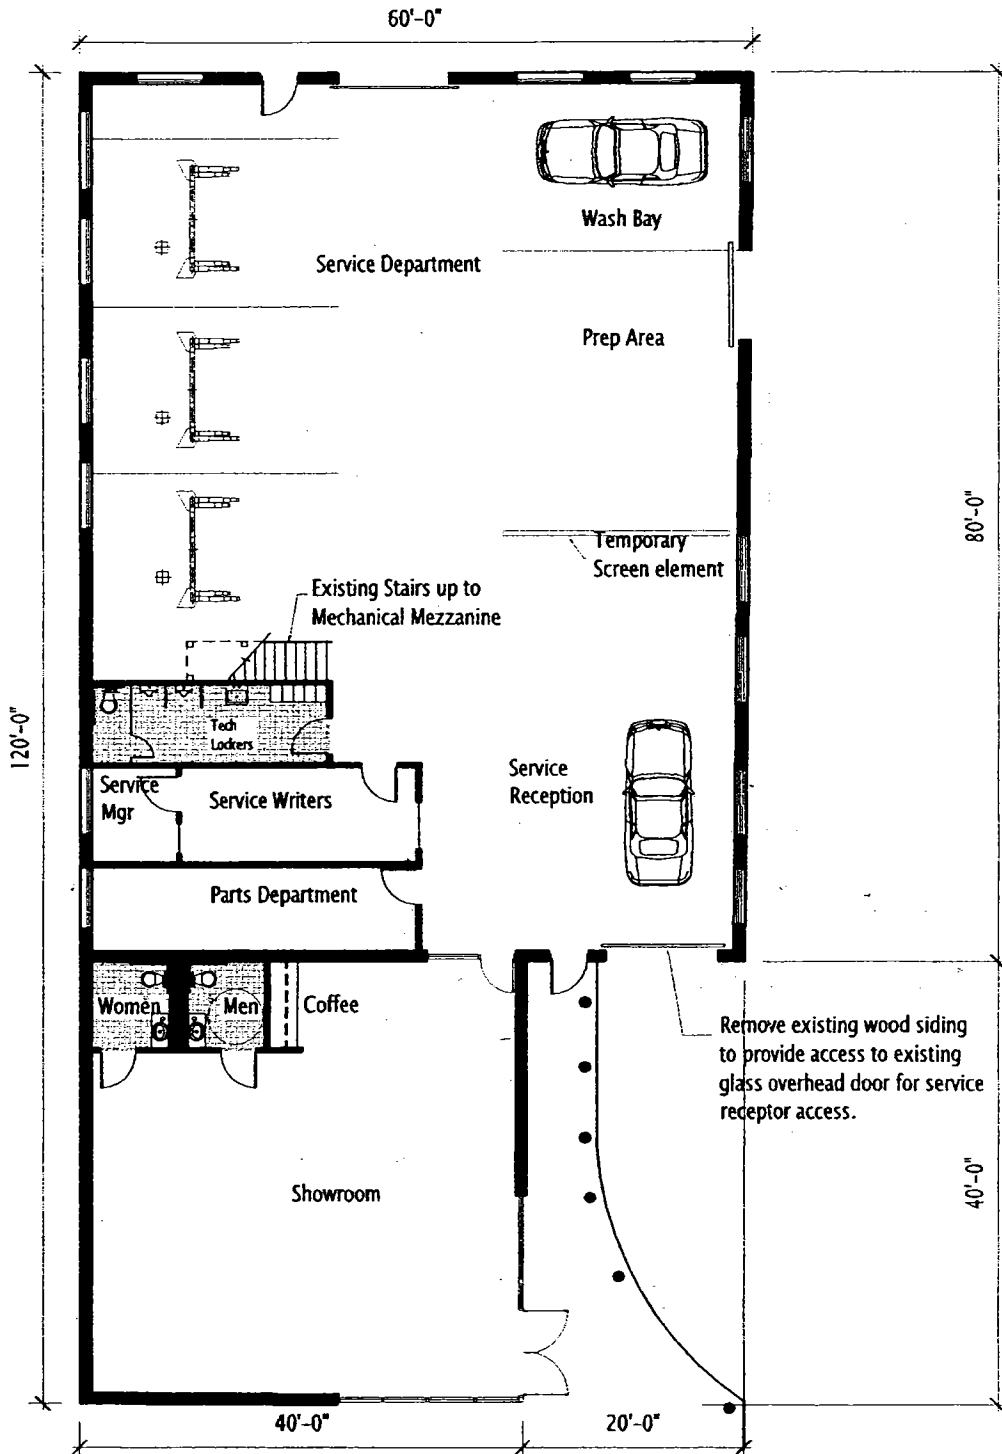 60'-0"
Wash Bay
Service Department
Prep Area
Temporary
Screen element
80'-0"
Existing Stairs up to
Mechanical Mezzanine
120'-0"
Tech
Lockers
Service
Mgr
Service Writers
Service
Reception
Parts Department
Women
Men
Coffee
Remove existing wood siding
to provide access to existing
glass overhead door for service
receptor access.
Showroom
40'-0"
40'-0"
20'-0"